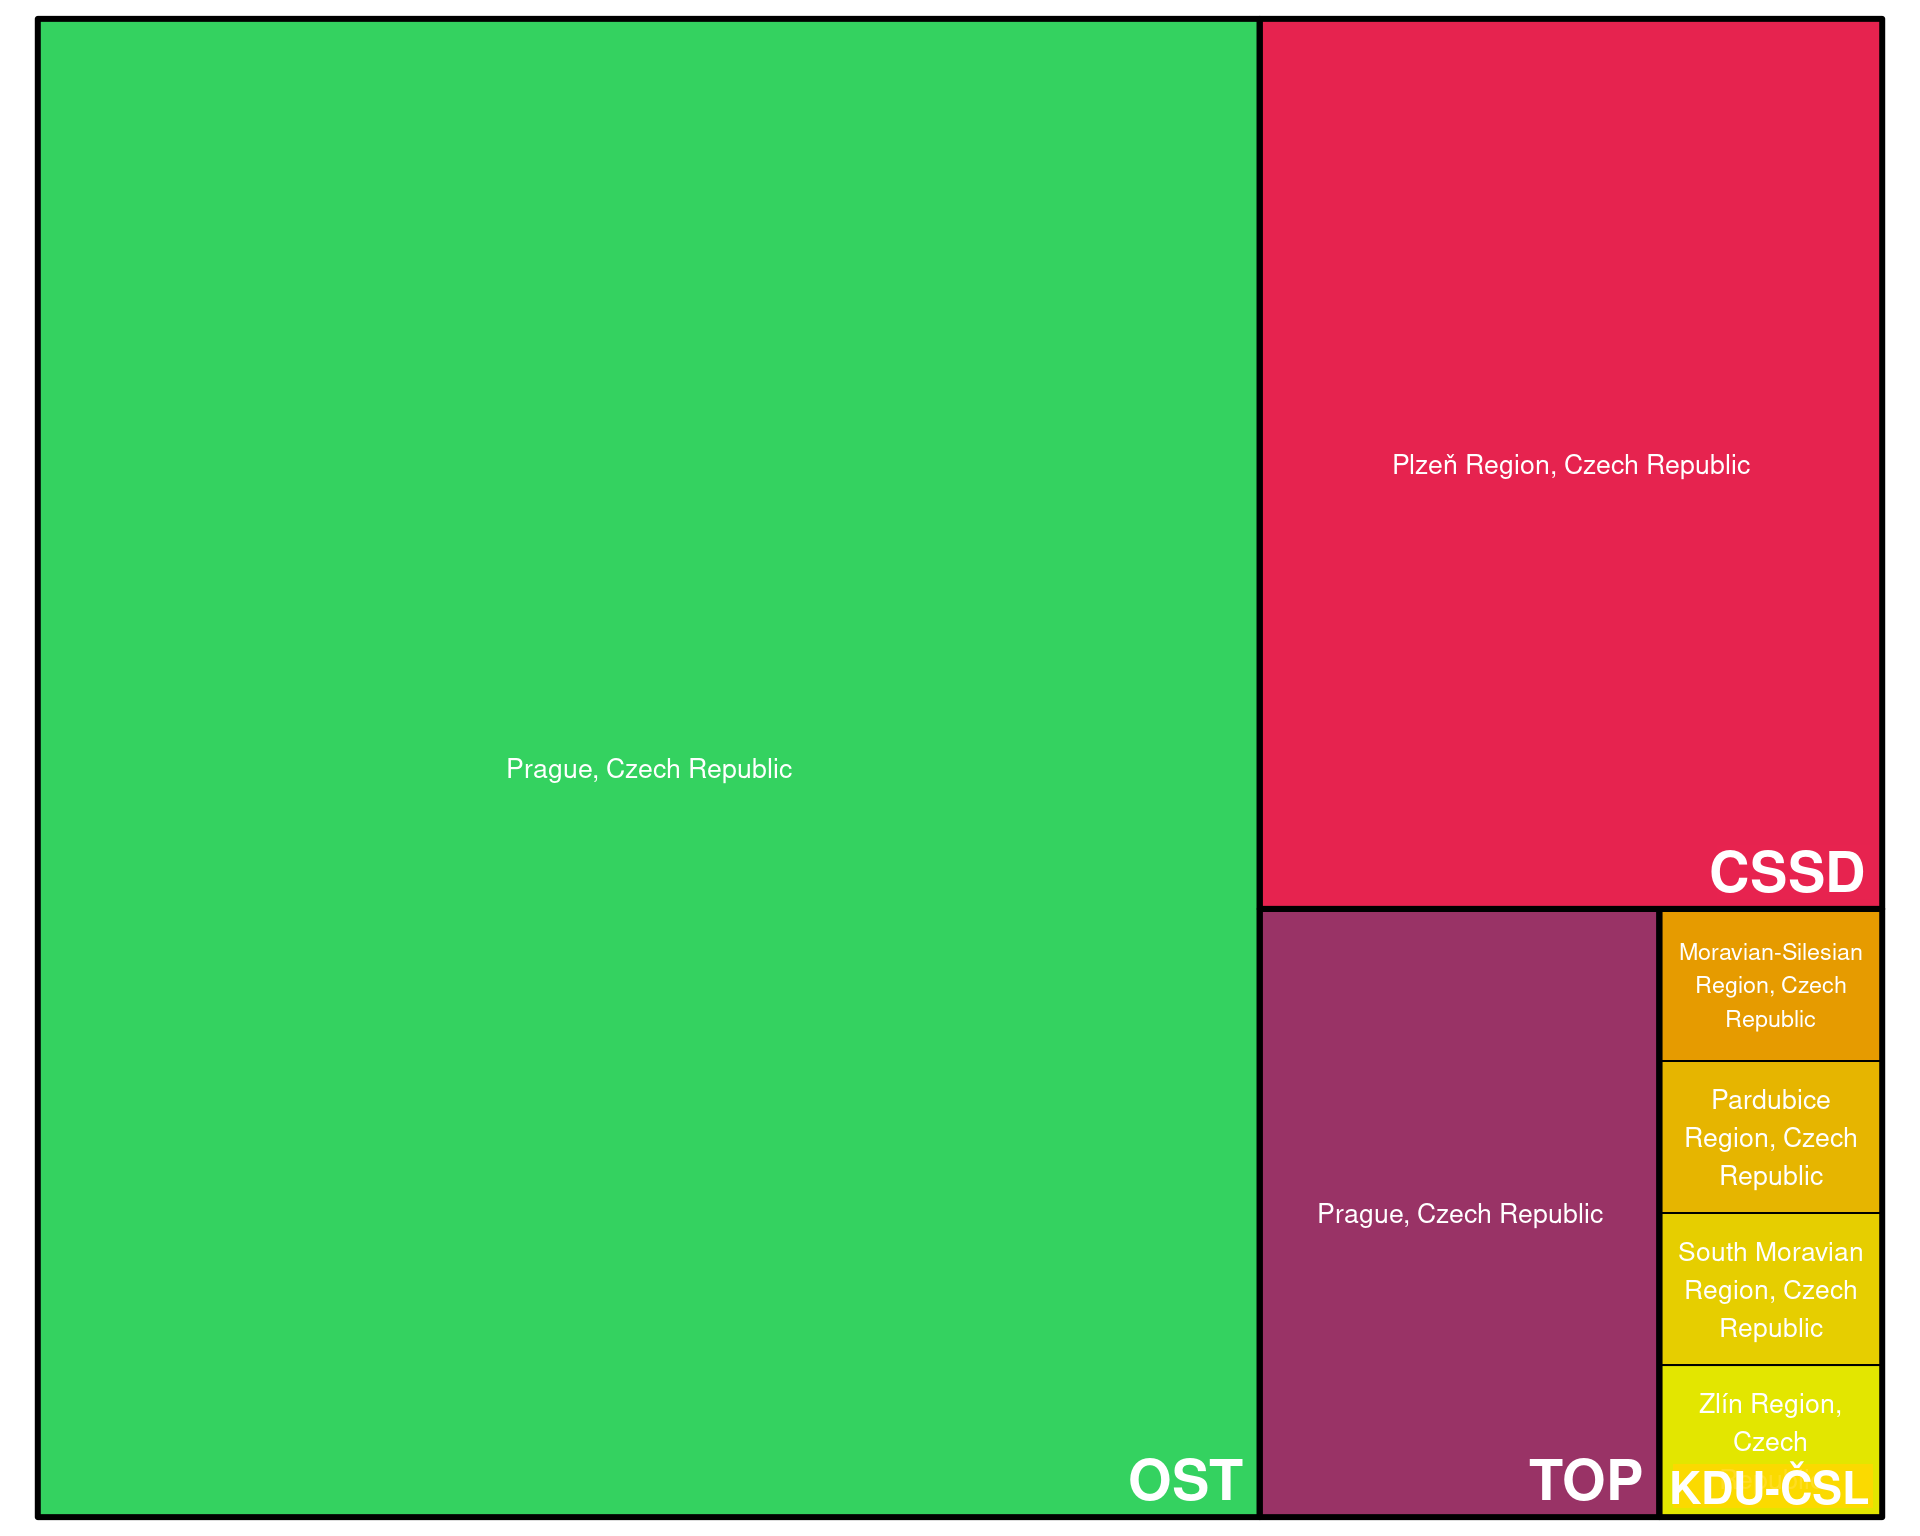 Prague, Czech Republic
OST
Plzeň Region, Czech Republic
CSSD
Prague, Czech Republic
TOP
Moravian-Silesian
Region, Czech
Republic
Pardubice
Region, Czech
Republic
South Moravian
Region, Czech
Republic
Zlín Region,
Czech
KDU-ČSL